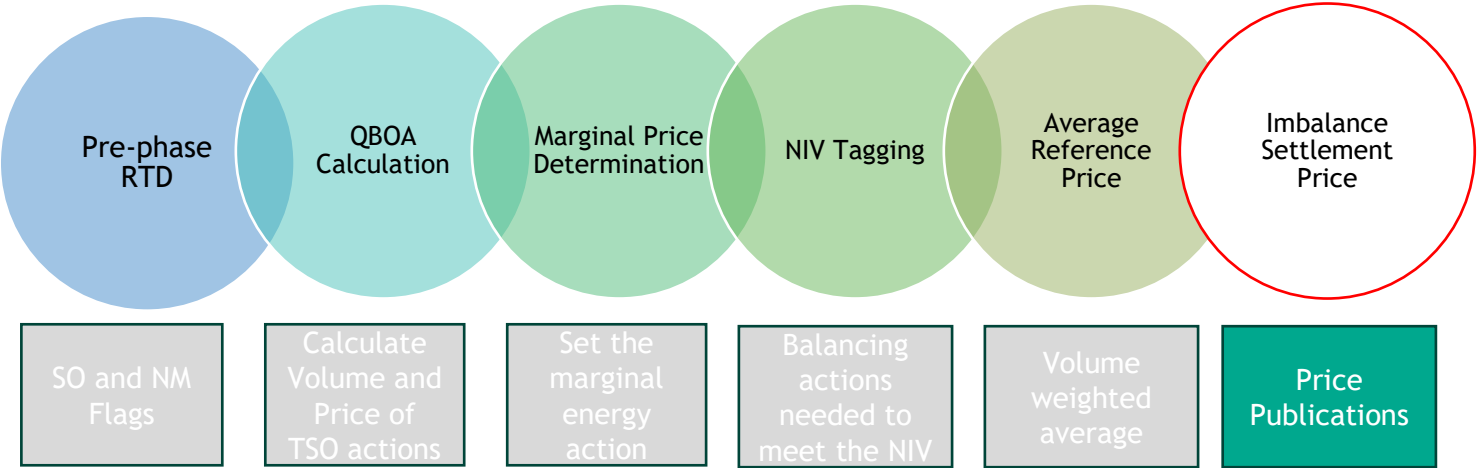 Pre-phase
RTD
QBOA
Calculation
Marginal Price
Determination
NIV Tagging
Average
Reference
Price
Imbalance
Settlement
Price
SO and NM
Flags
Calculate
Volume and
Price of
TSO actions
Set the
marginal
energy
action
Balancing
actions
needed to
meet the NIV
Volume
weighted
average
Price
Publications